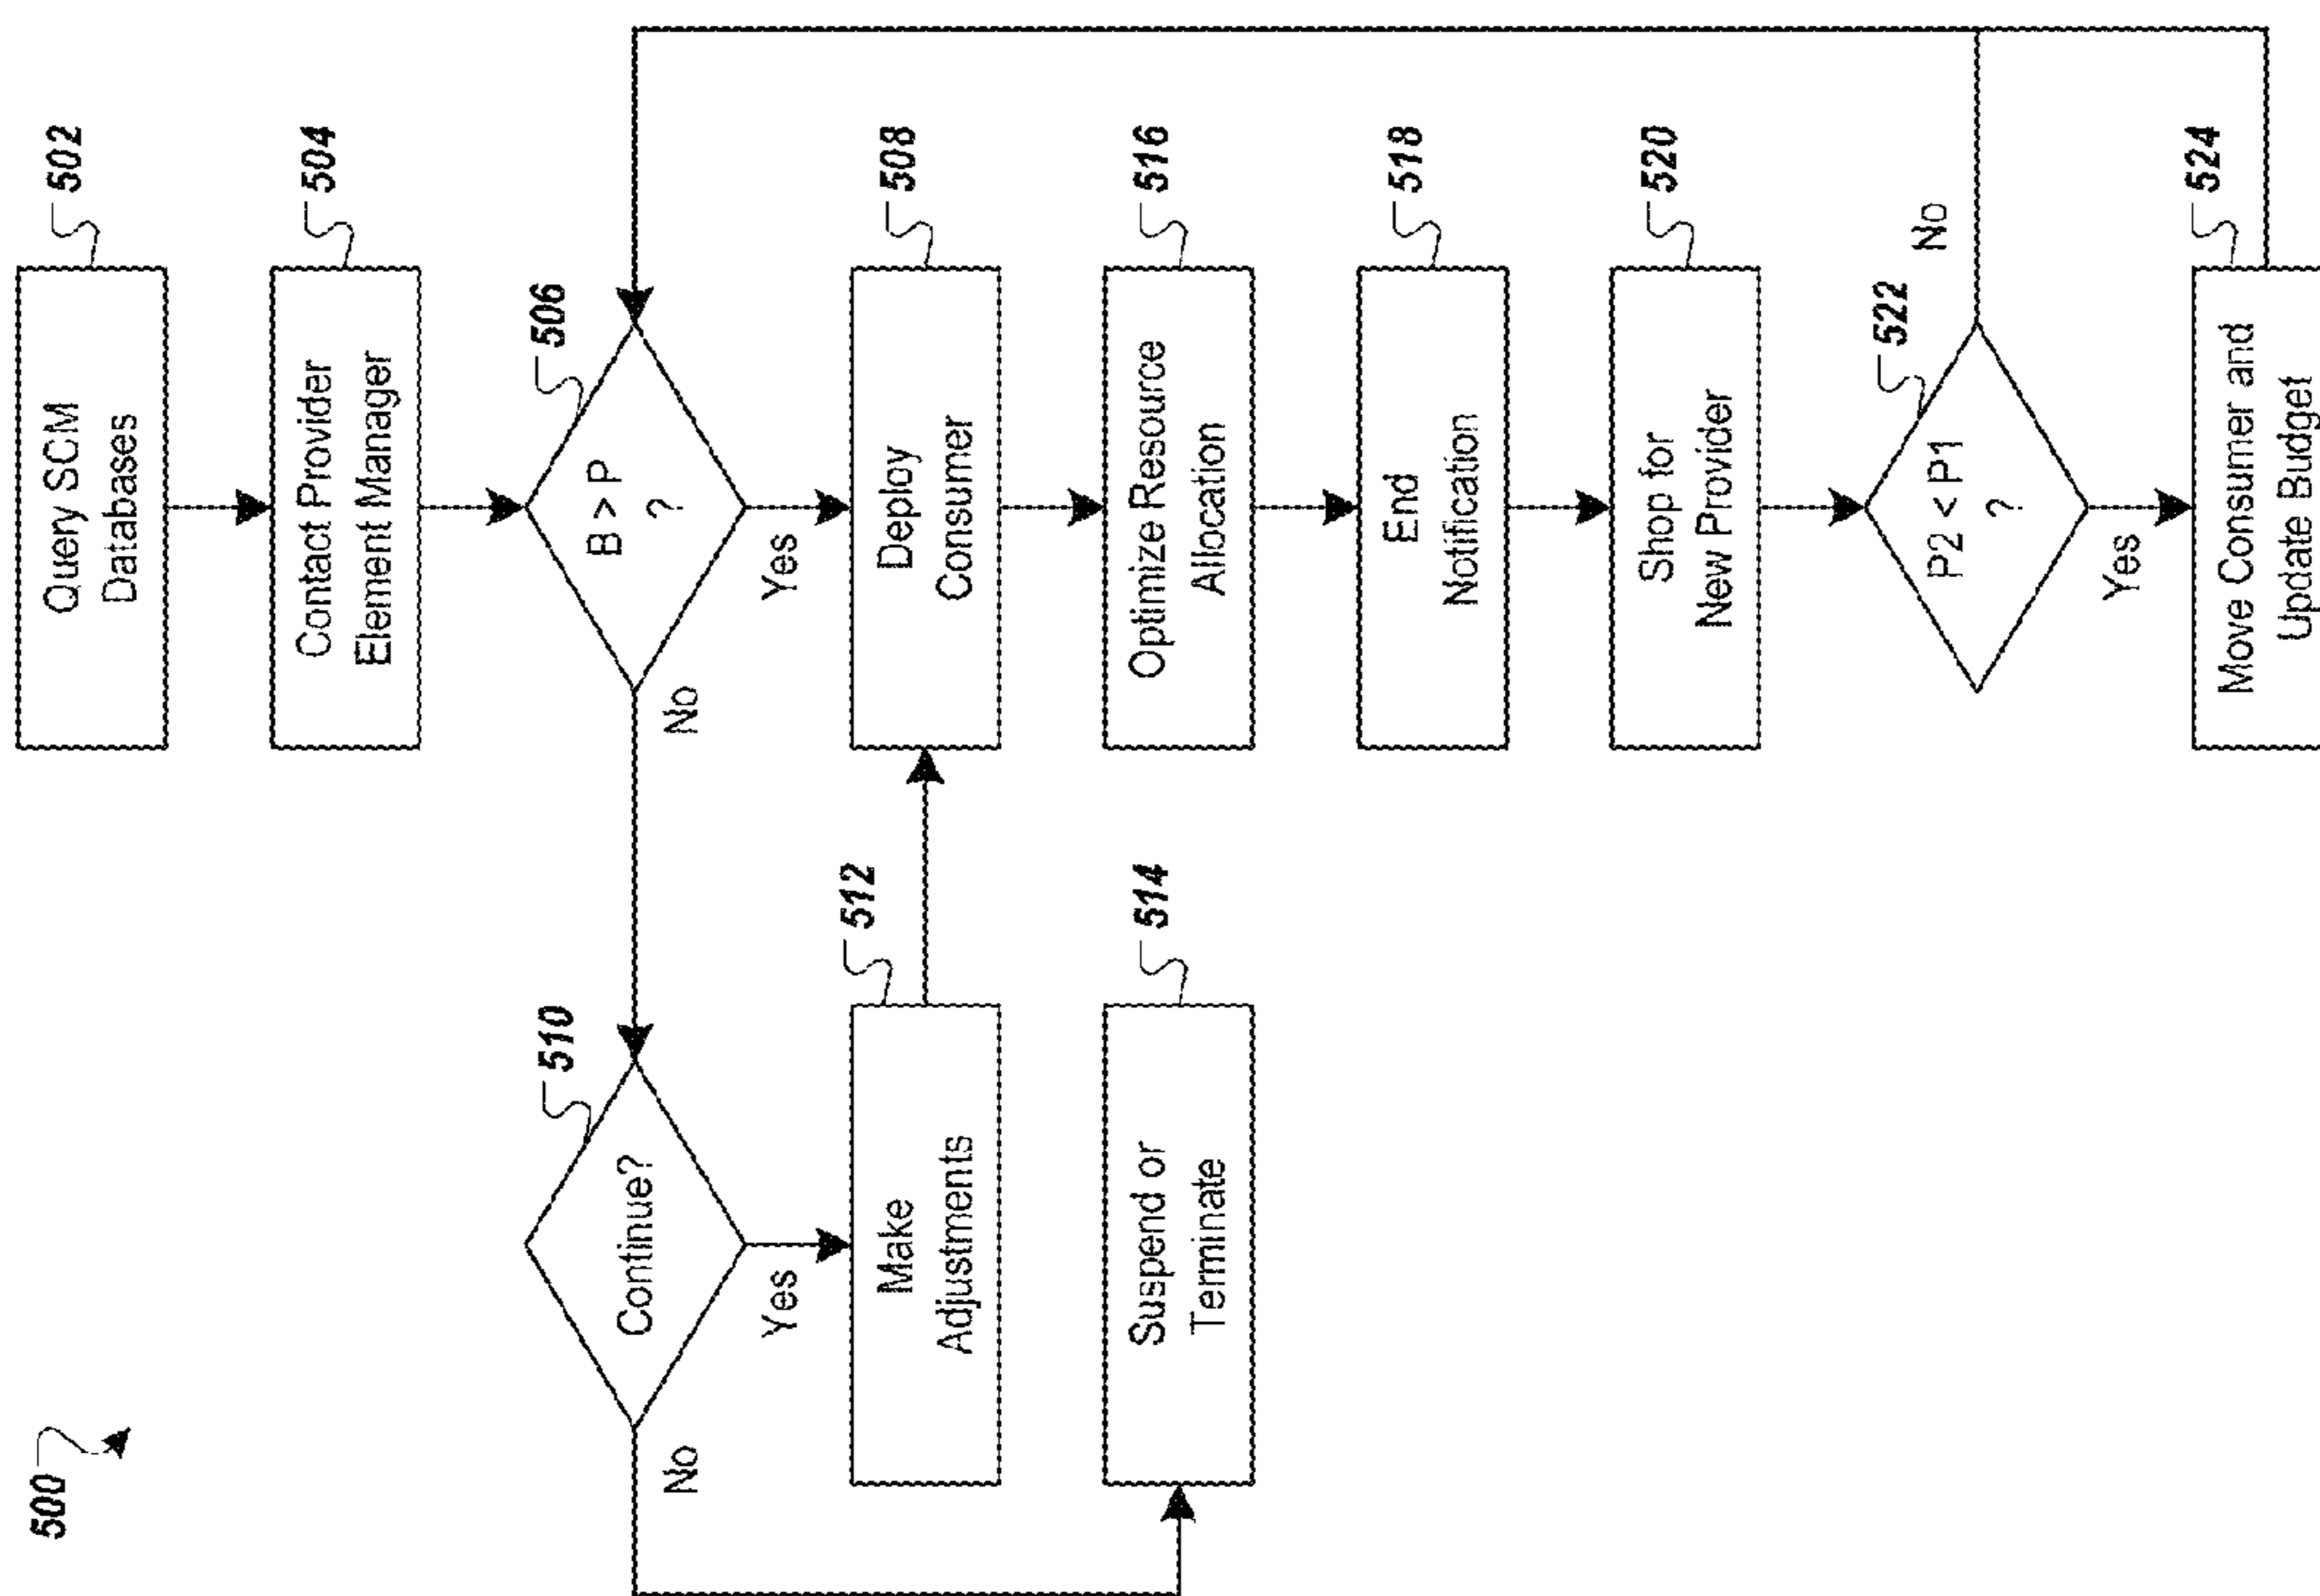 500
Query SCM
Databases
502
Contact Provider
Element Manager
504
B > P
?
506
No
Yes
Continue?
510
No
Yes
Make
Adjustments
512
Deploy
Consumer
508
Suspend or
Terminate
514
Optimize Resource
Allocation
516
End
Notification
518
Shop for
New Provider
520
P2 < P1
?
522
No
Yes
Move Consumer and
Update Budget
524